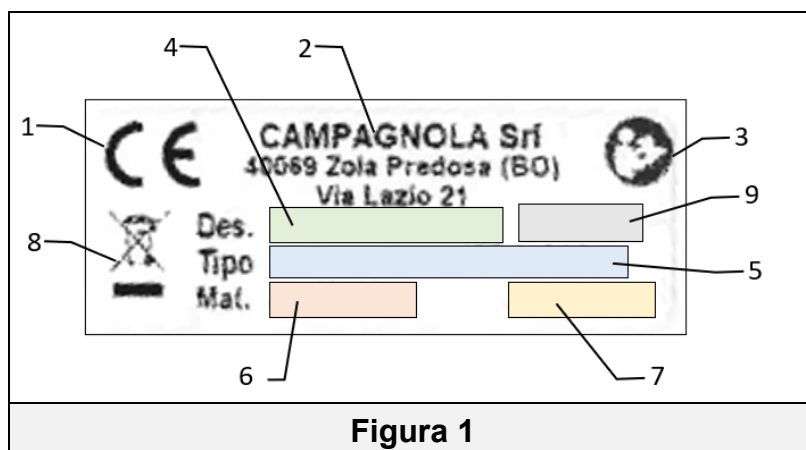 4
2
1
CAMPAGNOLA Srl
3
40069 Zola Predosa (BO)
Via Lazio 21
9
8
Des.
Tipo
5
Mat.
6
7
Figura 1